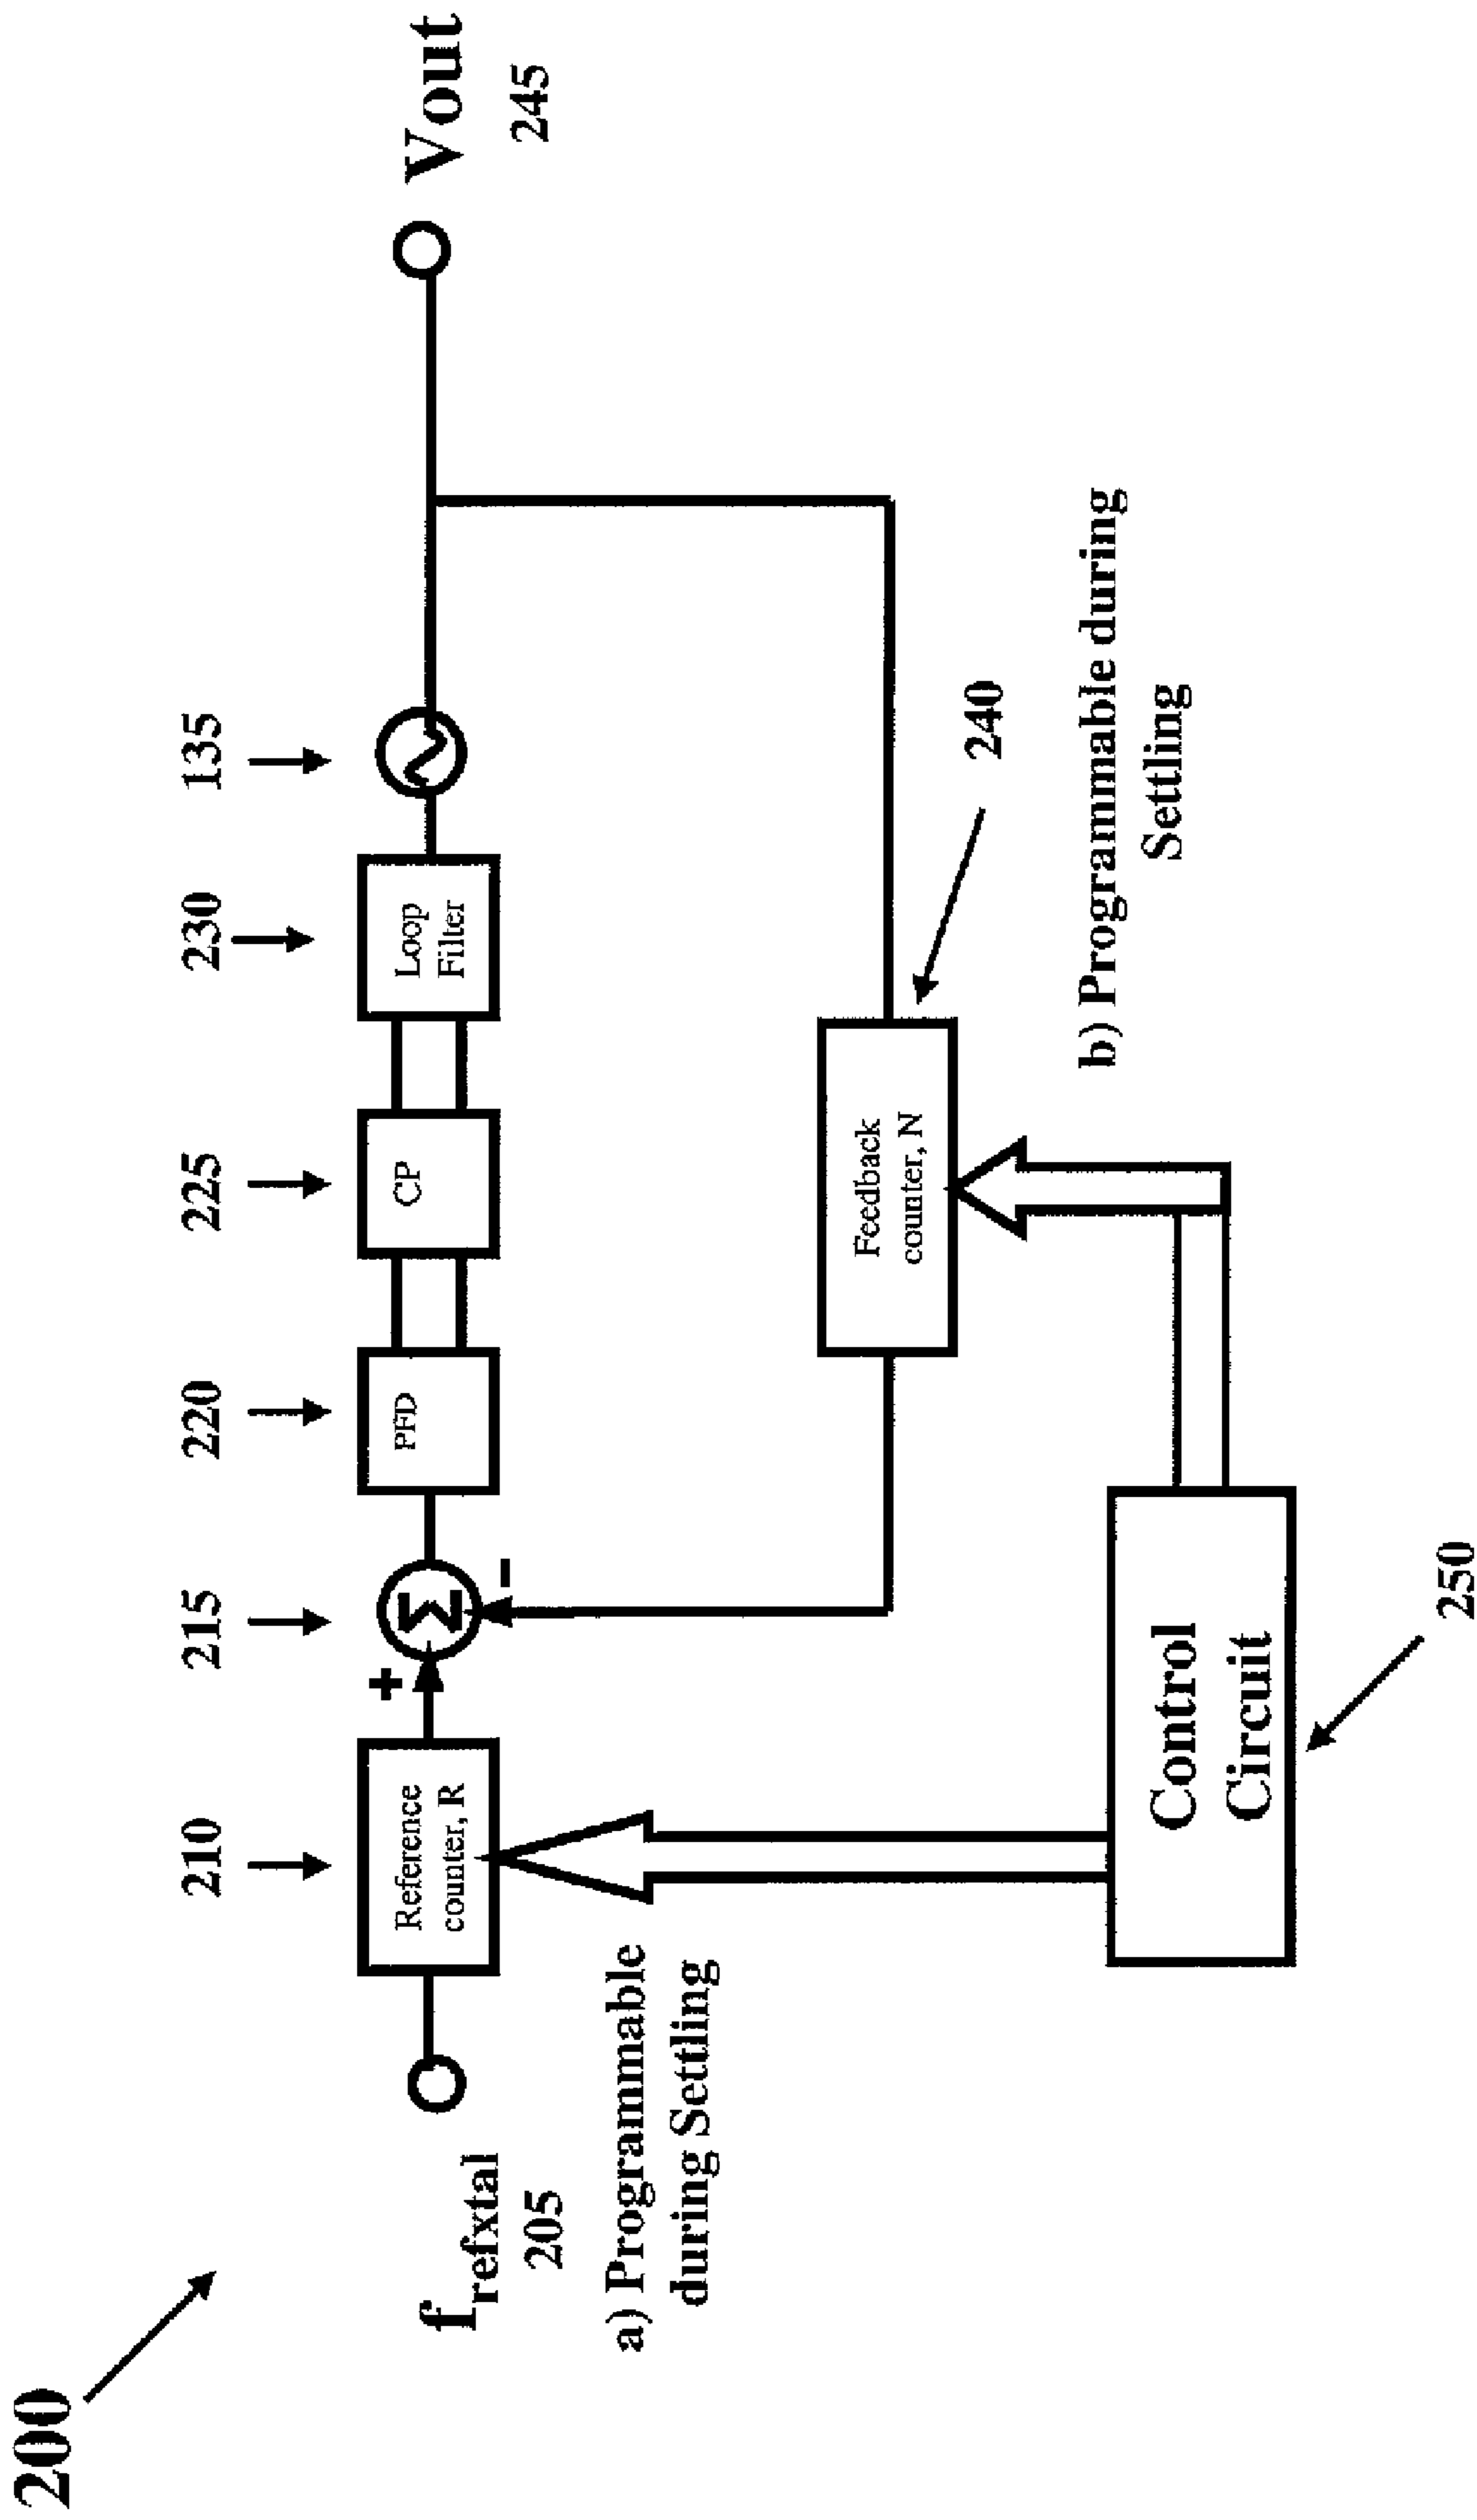 200
210
215
220
225
230
135
f refxtal
205
Reference
counter, R
+
Σ
-
PFD
CP
Loop
Filter
Vout
245
a) Programmable
during Settling
Feedback
counter, N
240
b) Programmable during
Settling
Control
Circuit
250